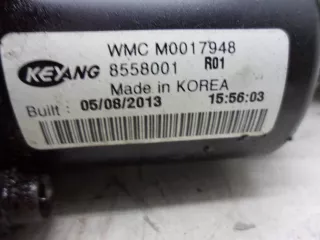 WMC M0017948
KEYANG 8558001 R01
Made in KOREA
Built : 05/08/2013 15:56:03